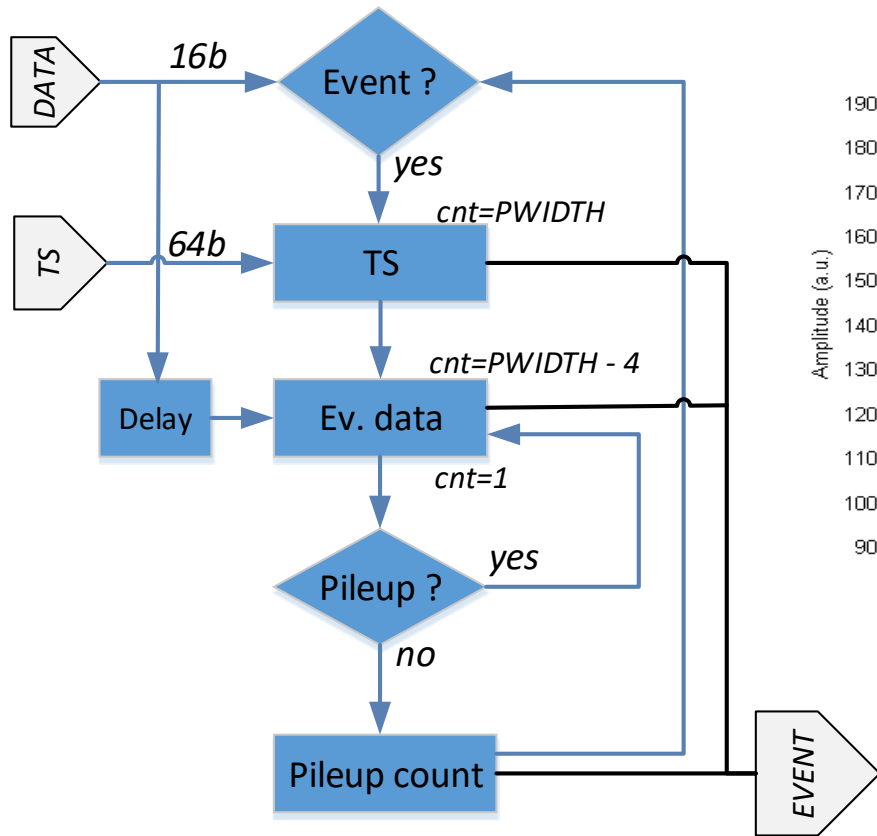 DATA
16b
Event ?
yes
cnt=PWIDTH
TS
64b
TS
cnt=PWIDTH - 4
Delay
Ev. data
cnt=1
Pileup ?
yes
no
Pileup count
EVENT
Amplitude (a.u.)
190
180
170
160
150
140
130
120
110
100
90